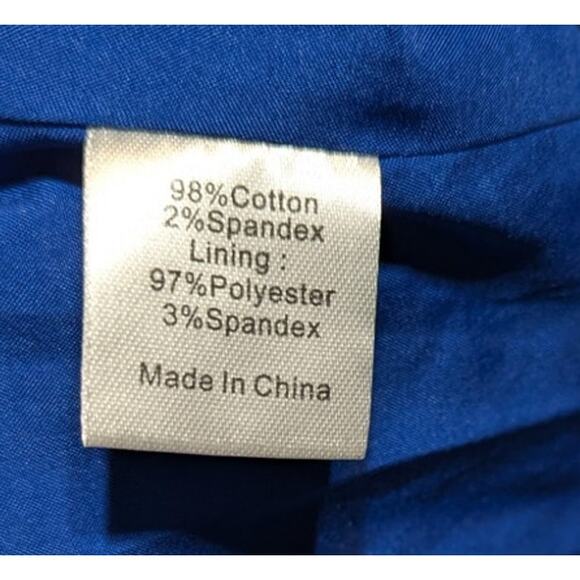 98%Cotton
2%Spandex
Lining :
97%Polyester
3%Spandex
Made In China